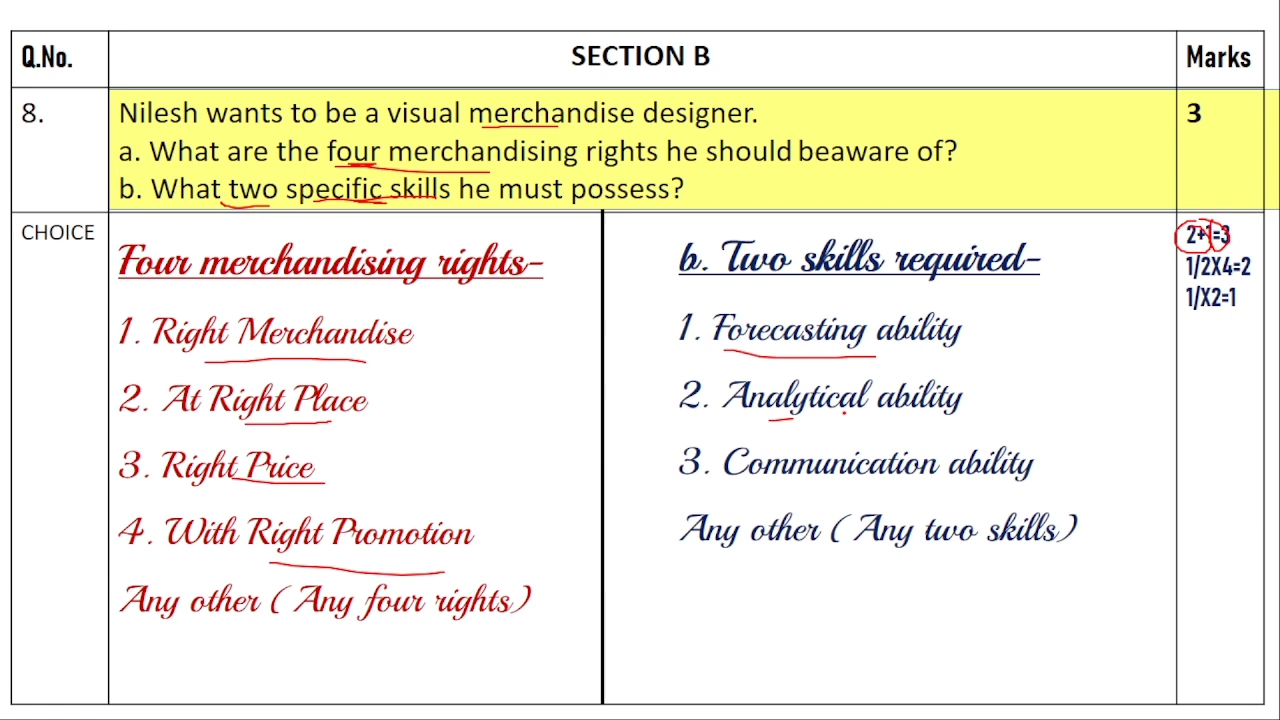 Q.No. SECTION B Marks
8. Nilesh wants to be a visual merchandise designer. 3
a. What are the four merchandising rights he should beaware of?
b. What two specific skills he must possess?
CHOICE
Four merchandising rights-
1. Right Merchandise
2. At Right Place
3. Right Price
4. With Right Promotion
Any other ( Any four rights)
b. Two skills required-
1. Forecasting ability
2. Analytical ability
3. Communication ability
Any other ( Any two skills)
2+1=3
1/2X4=2
1/X2=1